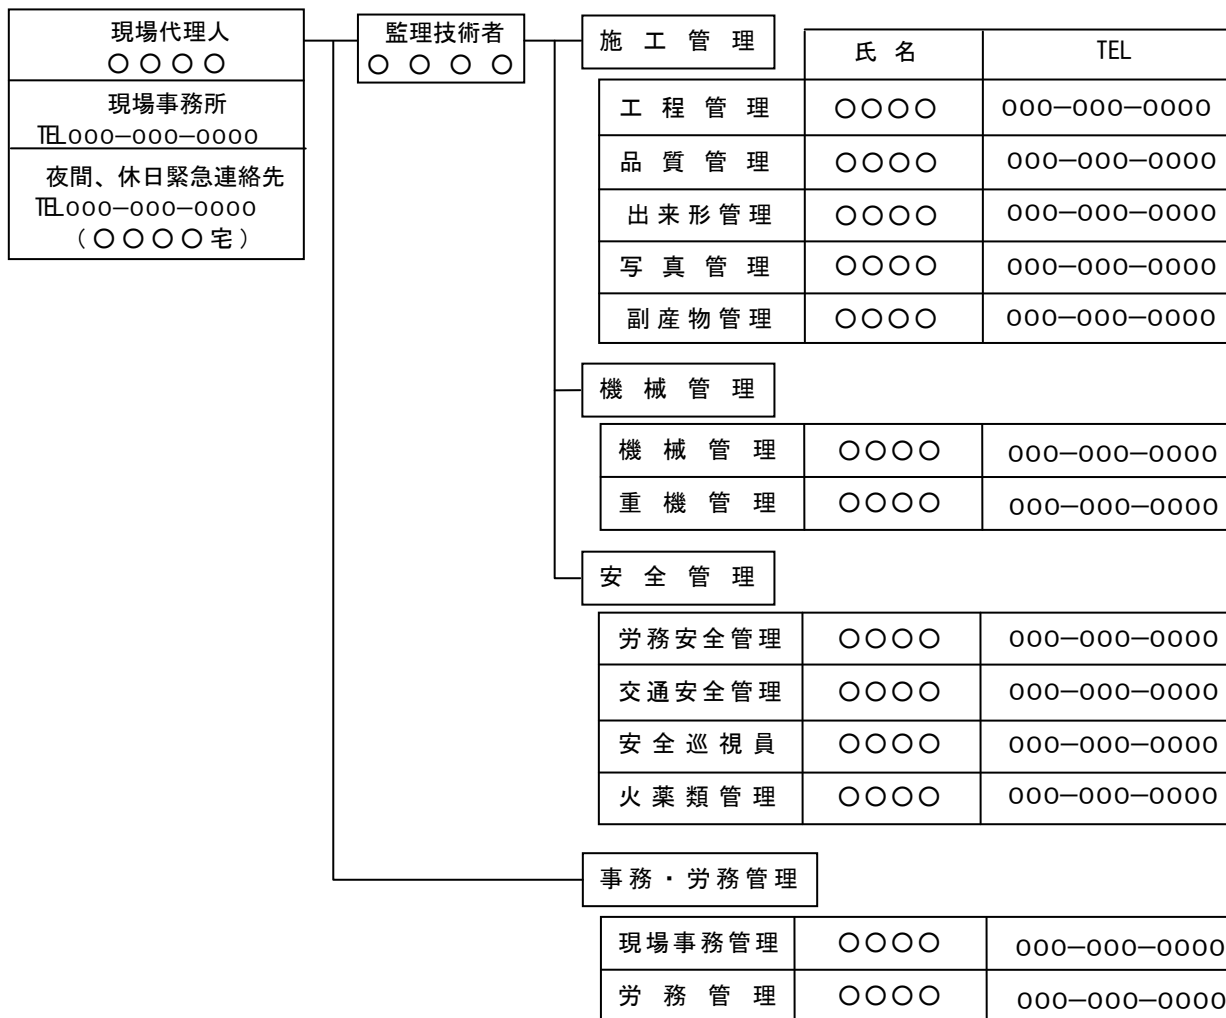 現場代理人
○○○○
現場事務所
℡000-000-0000
夜間、休日緊急連絡先
℡000-000-0000
(○○○○宅)
監理技術者
○○○○
施工管理
氏名 TEL
工程管理 ○○○○ 000-000-0000
品質管理 ○○○○ 000-000-0000
出来形管理 ○○○○ 000-000-0000
写真管理 ○○○○ 000-000-0000
副産物管理 ○○○○ 000-000-0000
機械管理
機械管理 ○○○○ 000-000-0000
重機管理 ○○○○ 000-000-0000
安全管理
労務安全管理 ○○○○ 000-000-0000
交通安全管理 ○○○○ 000-000-0000
安全巡視員 ○○○○ 000-000-0000
火薬類管理 ○○○○ 000-000-0000
事務・労務管理
現場事務管理 ○○○○ 000-000-0000
労務管理 ○○○○ 000-000-0000